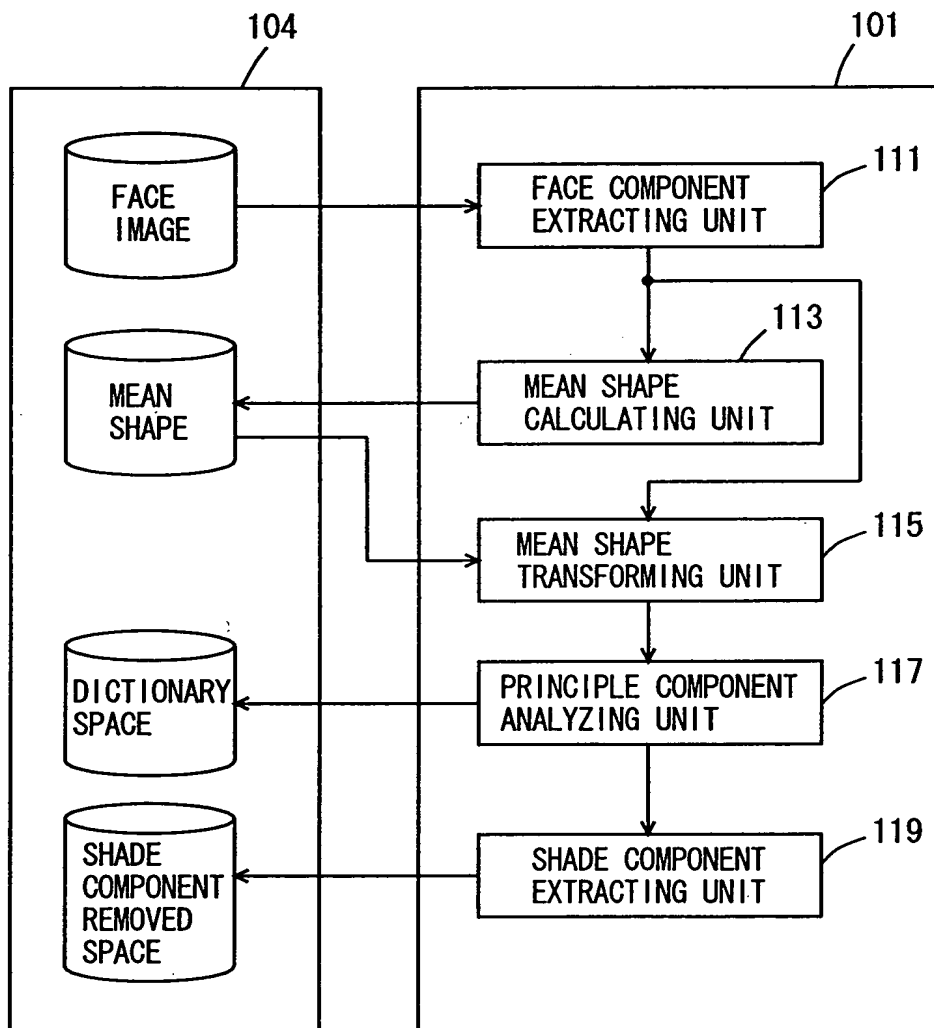 104
101
FACE
IMAGE
FACE COMPONENT
EXTRACTING UNIT
111
113
MEAN
SHAPE
MEAN SHAPE
CALCULATING UNIT
MEAN SHAPE
TRANSFORMING UNIT
115
DICTIONARY
SPACE
PRINCIPLE COMPONENT
ANALYZING UNIT
117
SHADE
COMPONENT
REMOVED
SPACE
SHADE COMPONENT
EXTRACTING UNIT
119